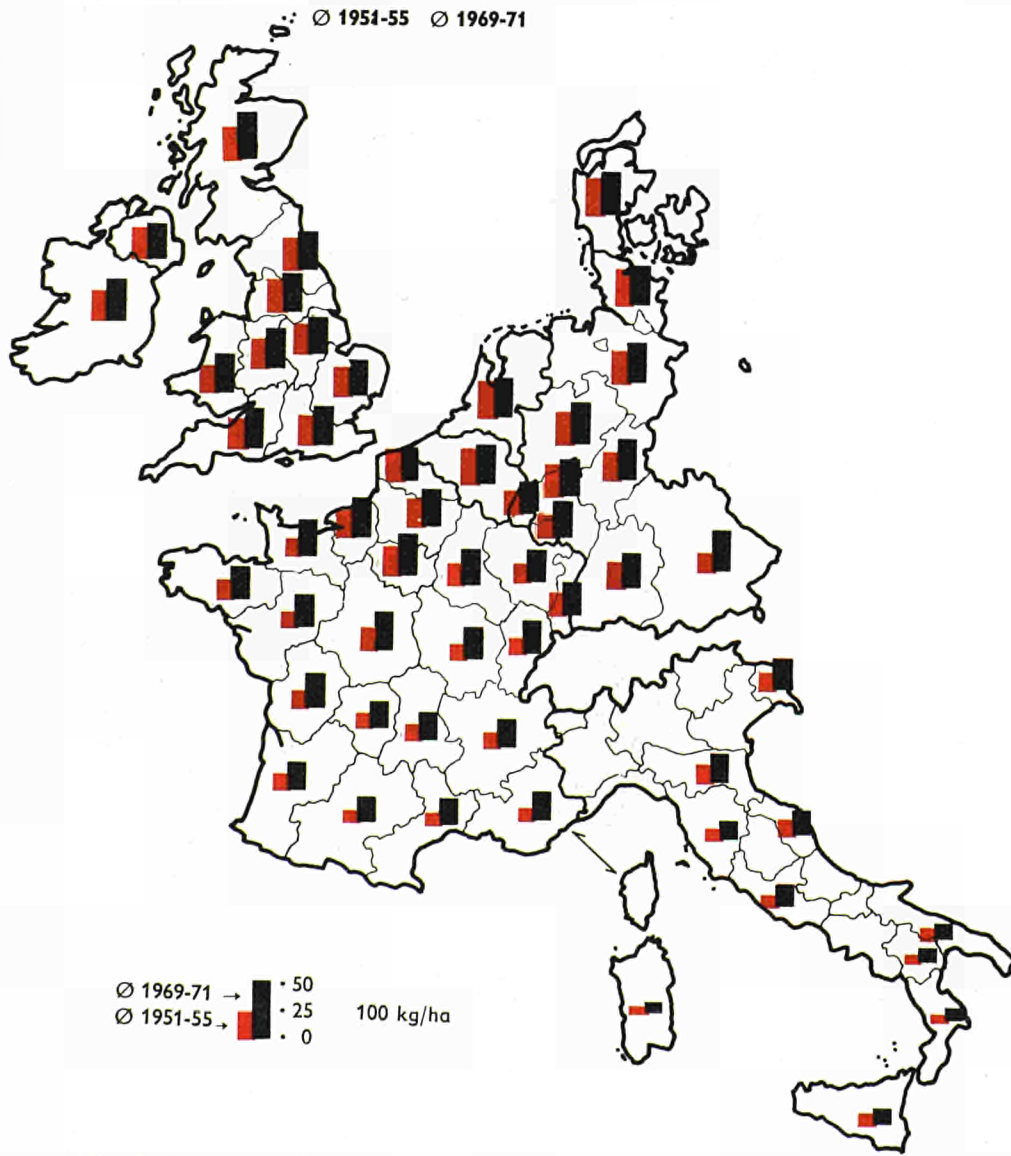 ∅ 1951-55 ∅ 1969-71
∅ 1969-71 →
∅ 1951-55 →
• 50
• 25
• 0
100 kg/ha